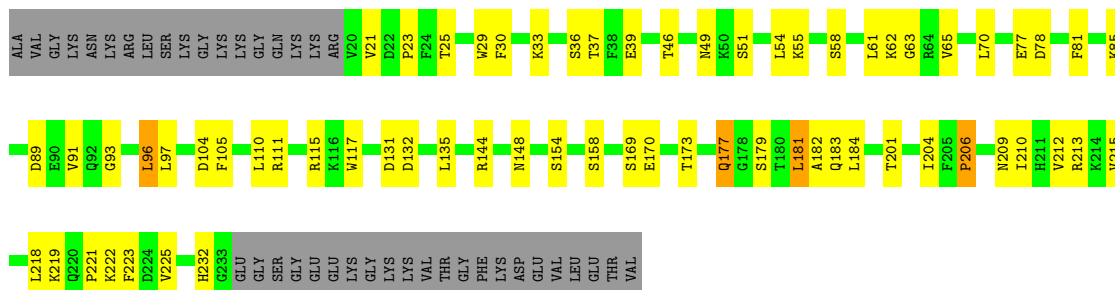 ALA VAL GLY LYS ASN LYS ARG LEU SER LYS GLY LYS LYS GLY GLN LYS LYS ARG V20 V21 D22 P23 F24 T25 W29 F30 K33 S36 T37 F38 E39 T46 N49 K50 S51 L54 K55 S58 L61 K62 G63 R64 V65 L70 E77 D78 F81
D89 E90 V91 Q92 G93 L96 L97 D104 F105 L110 R111 R115 K116 W117 D131 D132 L135 R144 N148 S154 S158 S169 E170 T173 Q177 G178 S179 T180 L181 A182 Q183 L184 T201 I204 F205 P206 N209 I210 H211 V212 R213 K214
L218 K219 Q220 P221 K222 F223 D224 V225 H232 G233 GLU GLY SER GLY GLU GLU LYS GLY LYS LYS VAL THR GLY PHE LYS ASP GLU VAL LEU GLU THR VAL